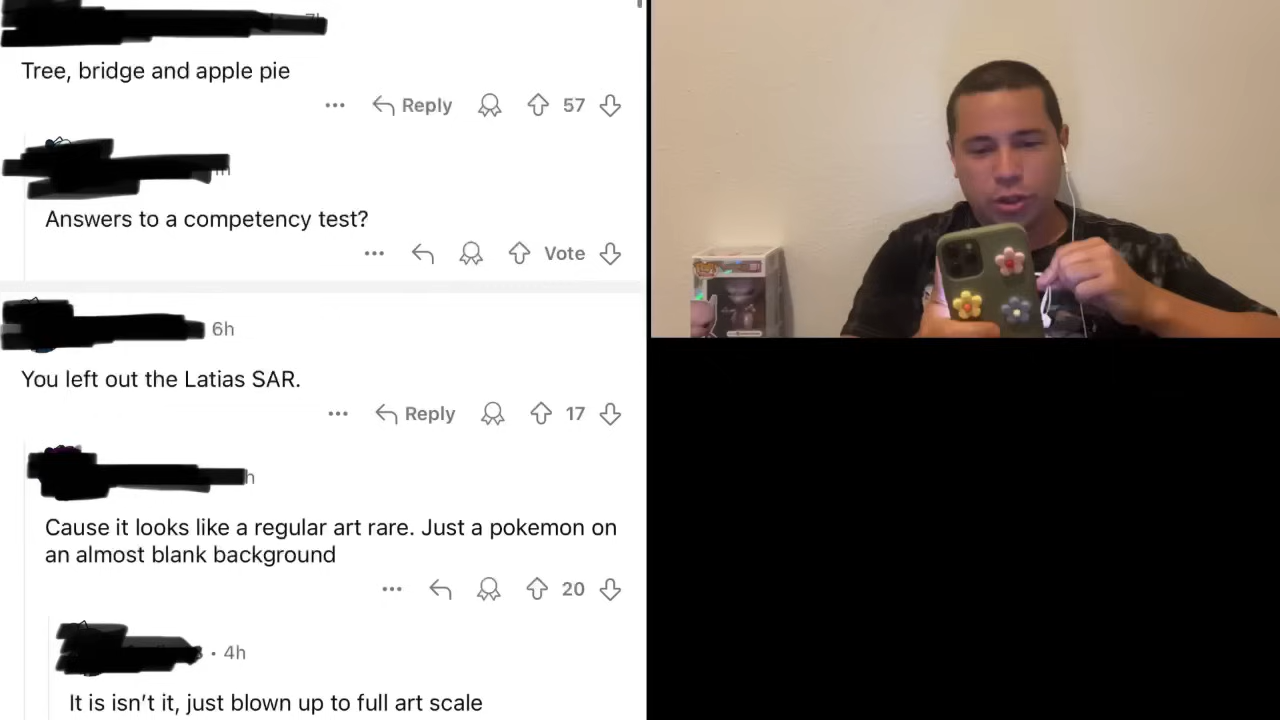 Tree, bridge and apple pie
Reply 57
Answers to a competency test?
Vote
6h
You left out the Latias SAR.
Reply 17
h
Cause it looks like a regular art rare. Just a pokemon on
an almost blank background
20
· 4h
It is isn’t it, just blown up to full art scale